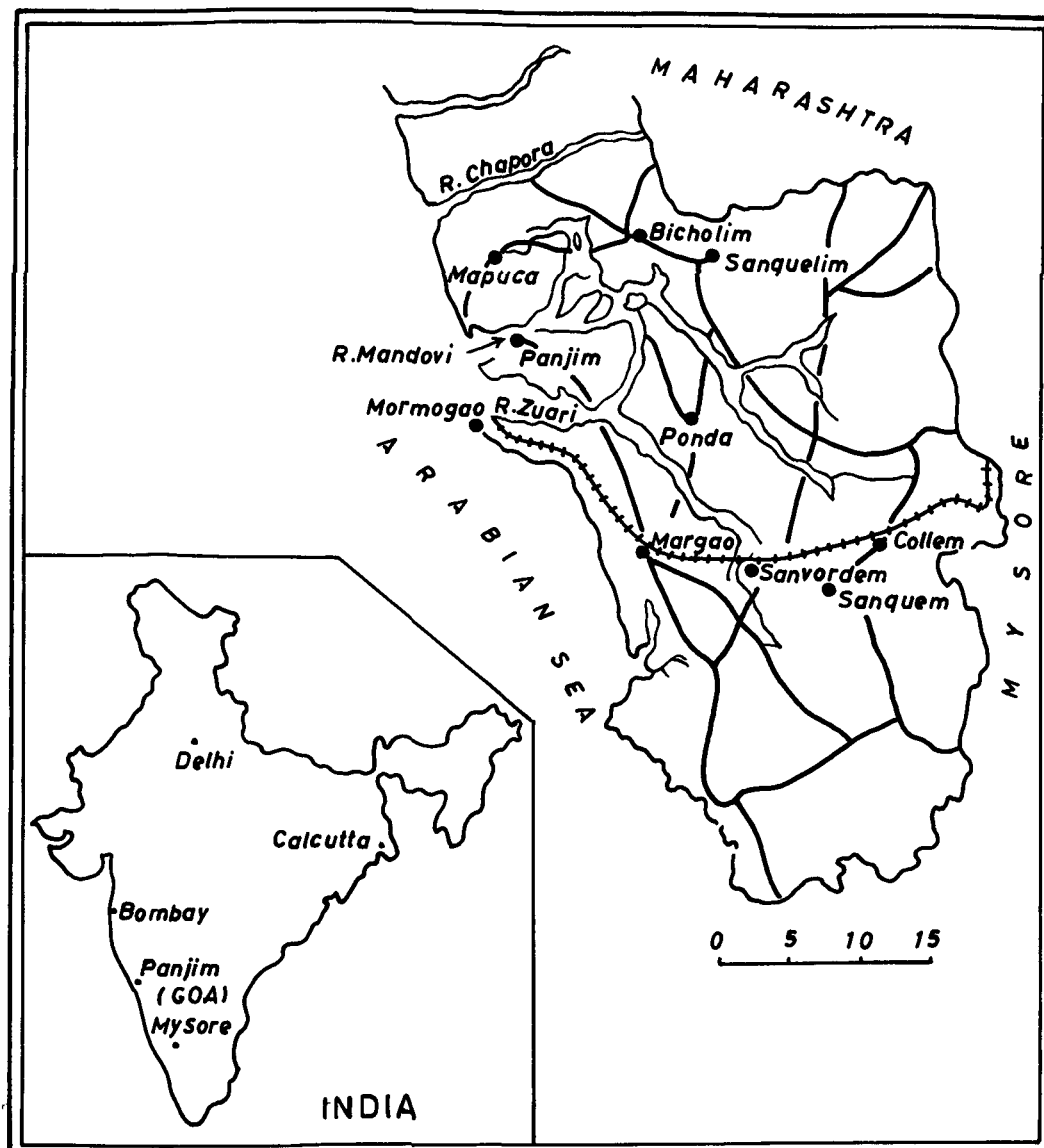 MAHARASHTRA
R. Chapora
Bicholim
Sanquelim
Mapuca
R.Mandovi
Panjim
Mormogao
R.Zuari
Ponda
ARABIAN SEA
MYSORE
Margao
Collem
Sanvordem
Sanquem
Delhi
Calcutta
Bombay
Panjim
(GOA)
Mysore
INDIA
0 5 10 15